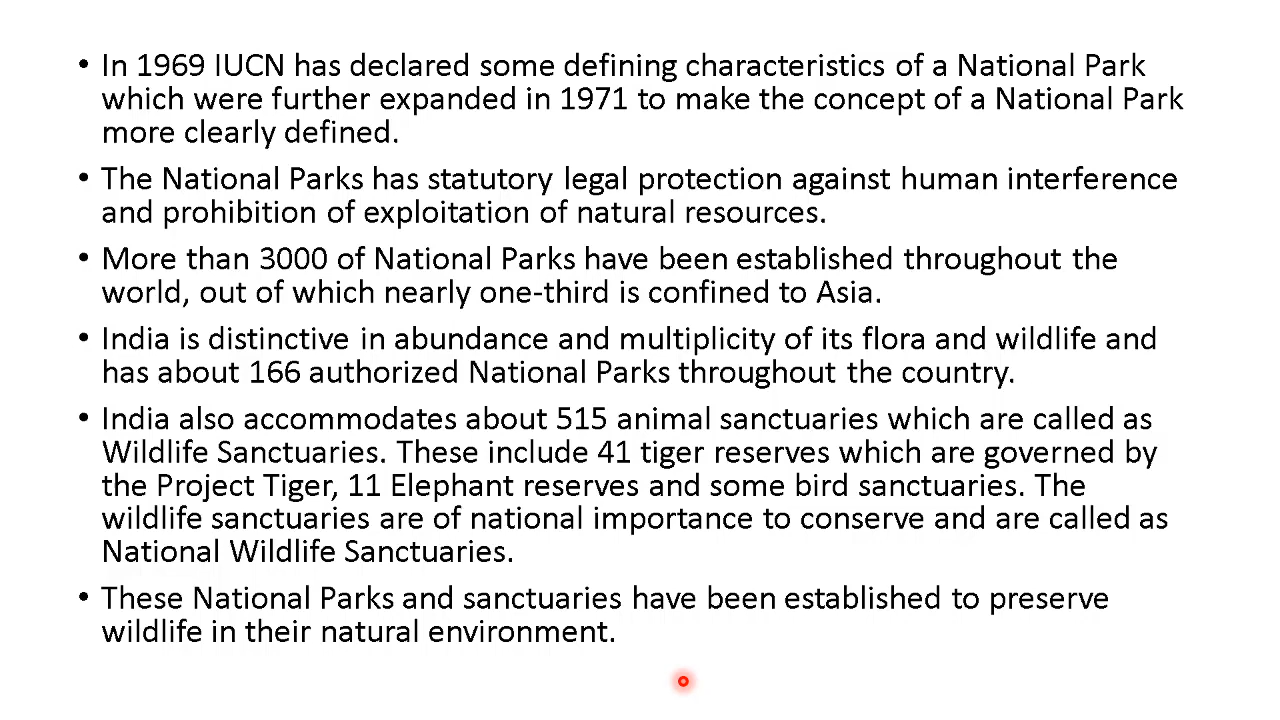 • In 1969 IUCN has declared some defining characteristics of a National Park
which were further expanded in 1971 to make the concept of a National Park
more clearly defined.
• The National Parks has statutory legal protection against human interference
and prohibition of exploitation of natural resources.
• More than 3000 of National Parks have been established throughout the
world, out of which nearly one-third is confined to Asia.
• India is distinctive in abundance and multiplicity of its flora and wildlife and
has about 166 authorized National Parks throughout the country.
• India also accommodates about 515 animal sanctuaries which are called as
Wildlife Sanctuaries. These include 41 tiger reserves which are governed by
the Project Tiger, 11 Elephant reserves and some bird sanctuaries. The
wildlife sanctuaries are of national importance to conserve and are called as
National Wildlife Sanctuaries.
• These National Parks and sanctuaries have been established to preserve
wildlife in their natural environment.